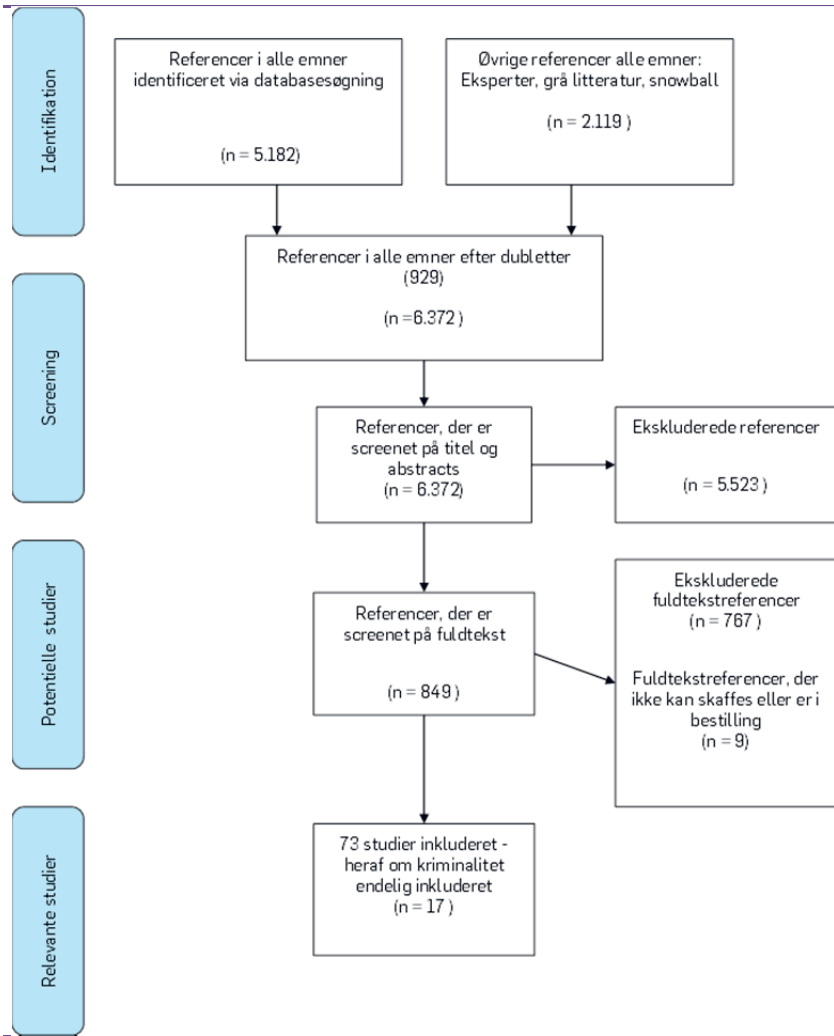 Identifikation
Referencer i alle emner
identificeret via databasesøgning
(n = 5.182)
Øvrige referencer alle emner:
Eksperter, grå litteratur, snowball
(n = 2.119 )
Referencer i alle emner efter dubletter
(929)
(n =6.372 )
Screening
Referencer, der er
screenet på titel og
abstracts
(n = 6.372)
Ekskluderede referencer
(n = 5.523 )
Potentielle studier
Referencer, der er
screenet på fuldtekst
(n = 849)
Ekskluderede
fuldtekstreferencer
(n = 767)
Fuldtekstreferencer, der
ikke kan skaffes eller er i
bestilling
(n = 9)
Relevante studier
73 studier inkluderet -
heraf om kriminalitet
endelig inkluderet
(n = 17 )